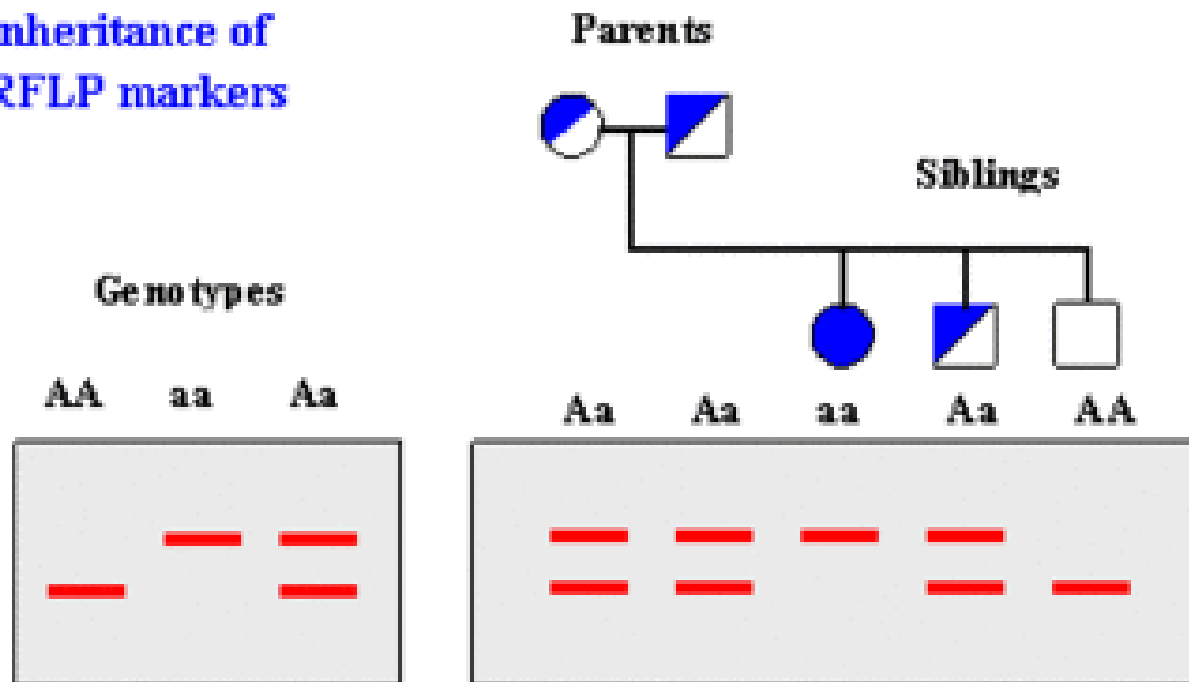 nheritance of
RFLP markers
Parents
Siblings
Genotypes
AA aa Aa
Aa Aa aa Aa AA